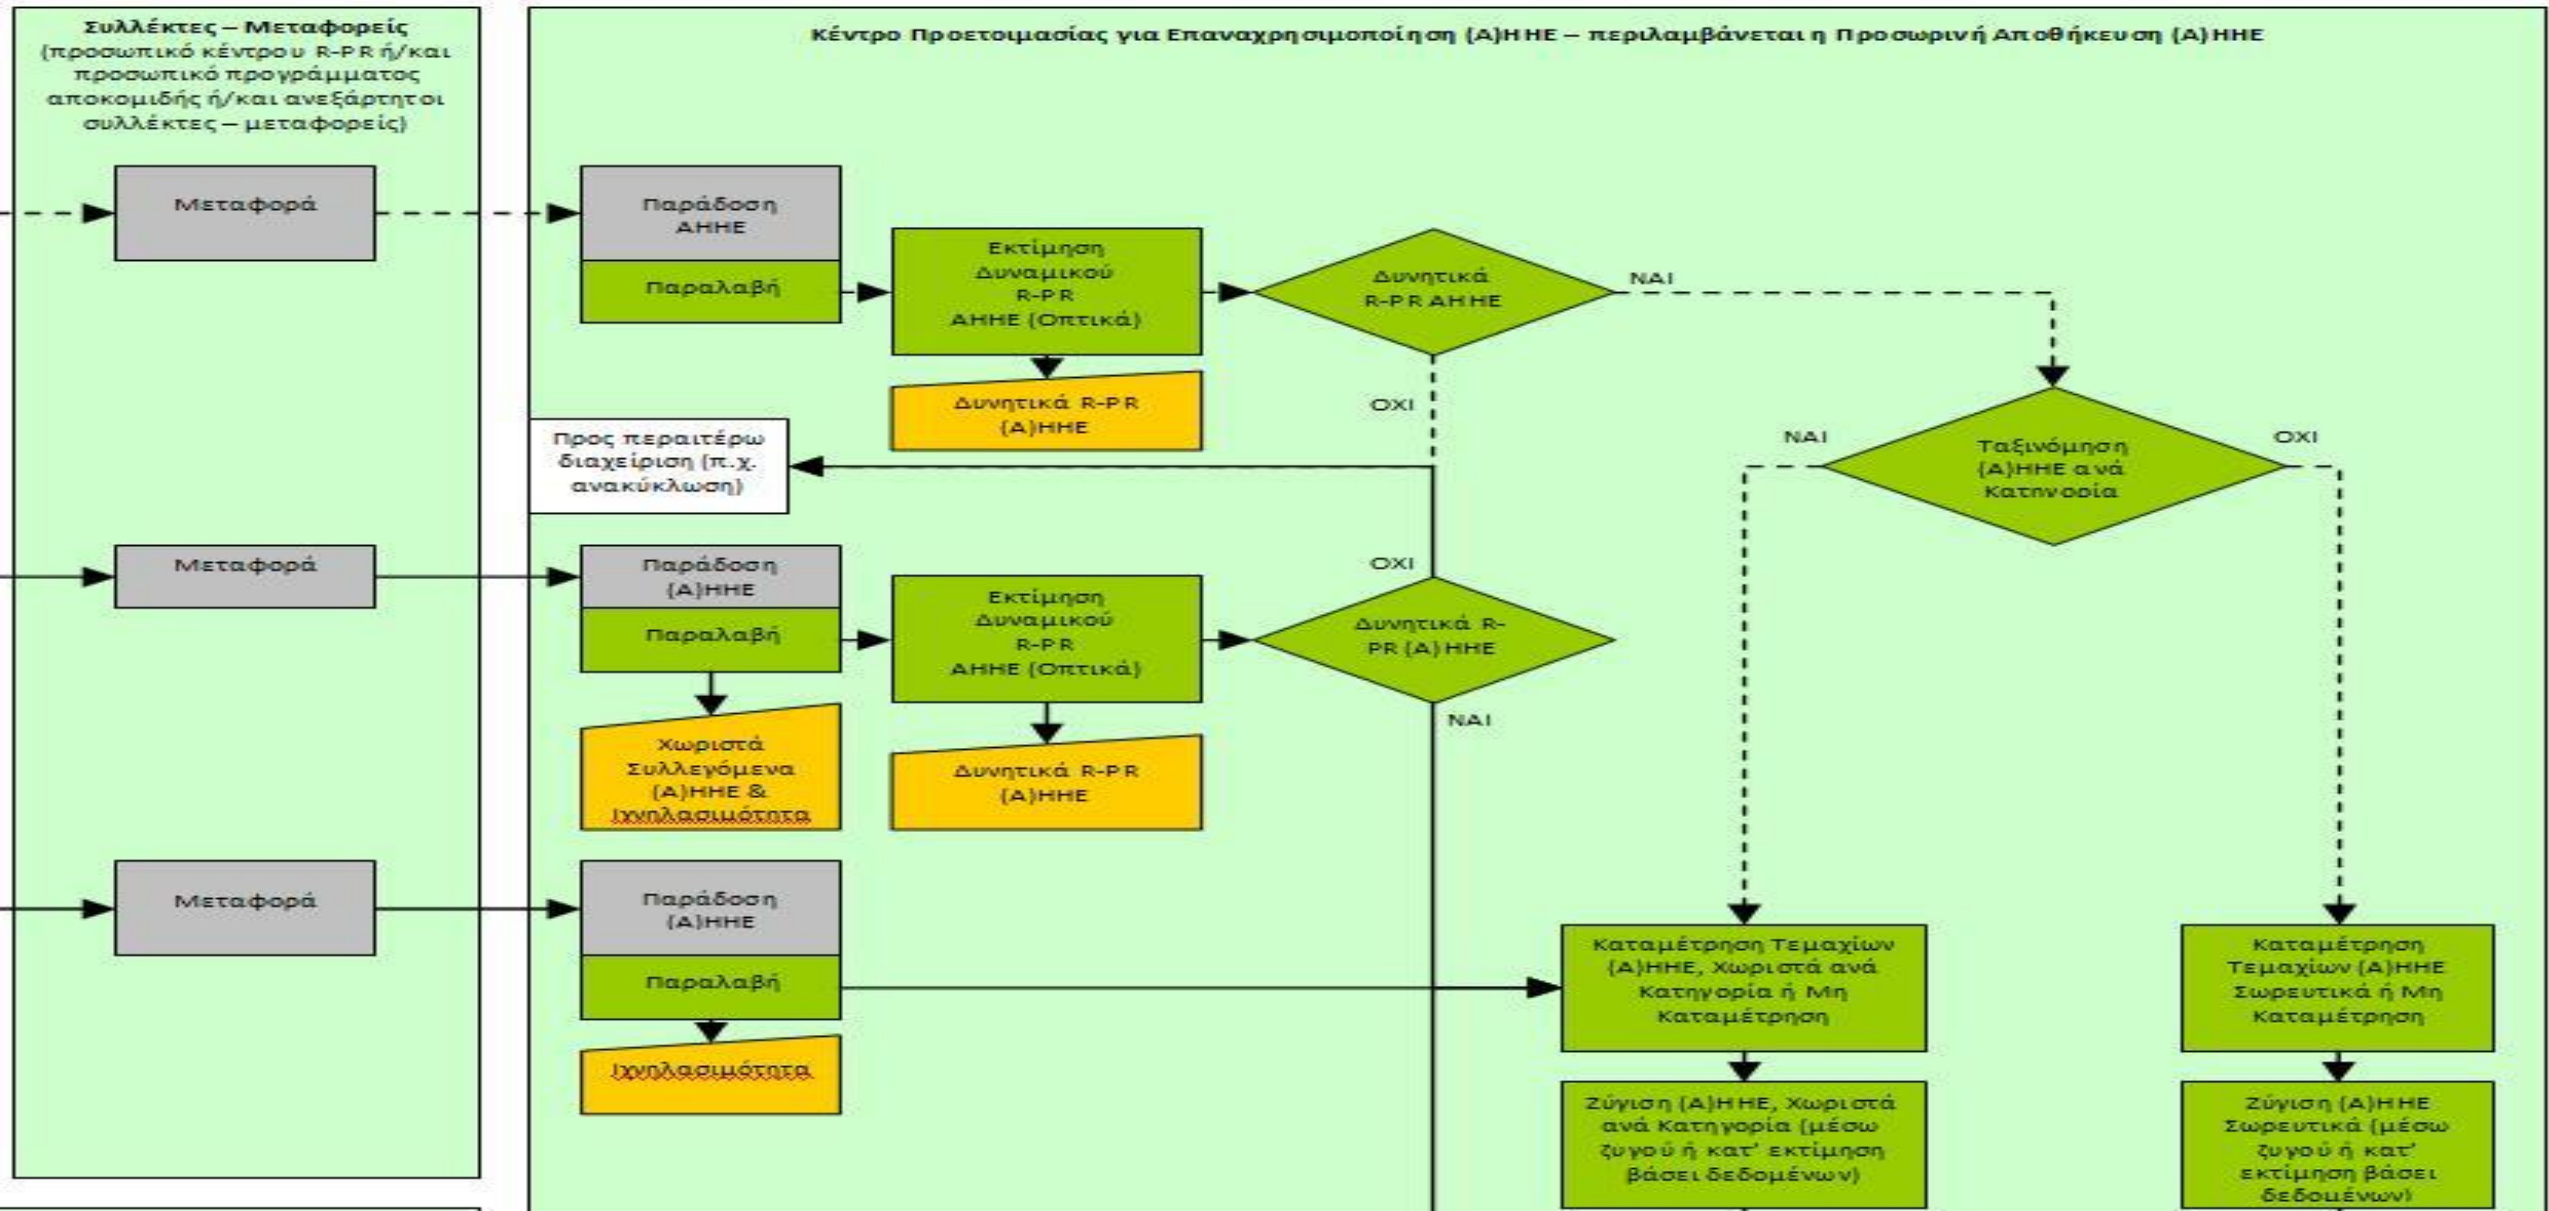 Συλλέκτες – Μεταφορείς
(προσωπικό κέντρου R-PR ή/και
προσωπικό προγράμματος
αποκομιδής ή/και ανεξάρτητοι
συλλέκτες – μεταφορείς)
Κέντρο Προετοιμασίας για Επαναχρησιμοποίηση (Α)ΗΗΕ – περιλαμβάνεται η Προσωρινή Αποθήκευση (Α)ΗΗΕ
Μεταφορά
Παράδοση
ΑΗΗΕ
Παραλαβή
Εκτίμηση
Δυναμικού
R-PR
ΑΗΗΕ (Οπτικά)
Δυνητικά
R-PR ΑΗΗΕ
ΝΑΙ
Δυνητικά R-PR
(Α)ΗΗΕ
ΟΧΙ
Προς περαιτέρω
διαχείριση (π.χ.
ανακύκλωση)
ΝΑΙ
Ταξινόμηση
(Α)ΗΗΕ ανά
Κατηγορία
ΟΧΙ
Μεταφορά
Παράδοση
(Α)ΗΗΕ
Παραλαβή
Εκτίμηση
Δυναμικού
R-PR
ΑΗΗΕ (Οπτικά)
ΟΧΙ
Δυνητικά R-
PR (Α) ΗΗΕ
ΝΑΙ
Χωριστά
Συλλεγόμενα
(Α)ΗΗΕ &
Ιχνηλασιμότητα
Δυνητικά R-PR
(Α)ΗΗΕ
Μεταφορά
Παράδοση
(Α)ΗΗΕ
Παραλαβή
Ιχνηλασιμότητα
Καταμέτρηση Τεμαχίων
(Α)ΗΗΕ, Χωριστά ανά
Κατηγορία ή Μη
Καταμέτρηση
Καταμέτρηση
Τεμαχίων (Α)ΗΗΕ
Σωρευτικά ή Μη
Καταμέτρηση
Ζύγιση (Α)ΗΗΕ, Χωριστά
ανά Κατηγορία (μέσω
ζυγού ή κατ’ εκτίμηση
βάσει δεδομένων)
Ζύγιση (Α)ΗΗΕ
Σωρευτικά (μέσω
ζυγού ή κατ’
εκτίμηση βάσει
δεδομένων)